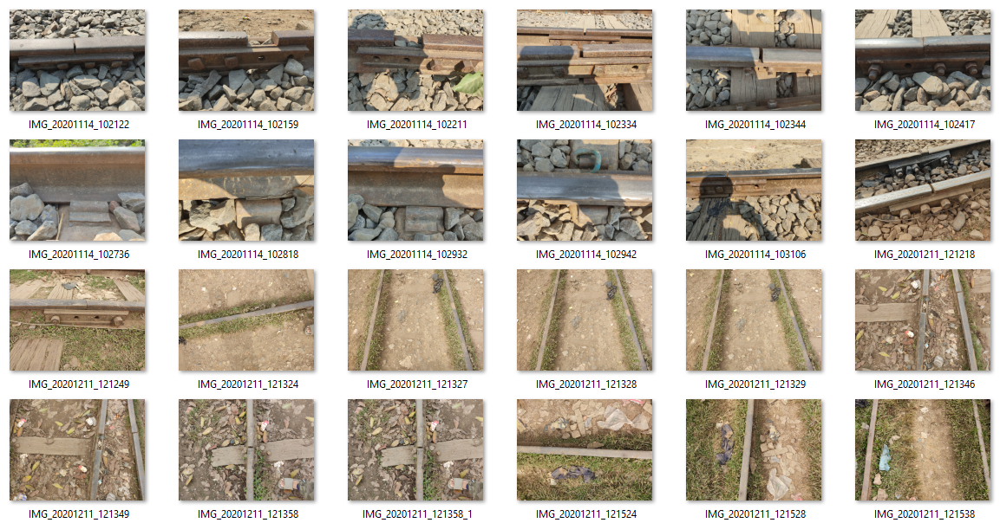 IMG_20201114_102122
IMG_20201114_102159
IMG_20201114_102211
IMG_20201114_102334
IMG_20201114_102344
IMG_20201114_102417
IMG_20201114_102736
IMG_20201114_102818
IMG_20201114_102932
IMG_20201114_102942
IMG_20201114_103106
IMG_20201211_121218
IMG_20201211_121249
IMG_20201211_121324
IMG_20201211_121327
IMG_20201211_121328
IMG_20201211_121329
IMG_20201211_121346
IMG_20201211_121349
IMG_20201211_121358
IMG_20201211_121358_1
IMG_20201211_121524
IMG_20201211_121528
IMG_20201211_121538